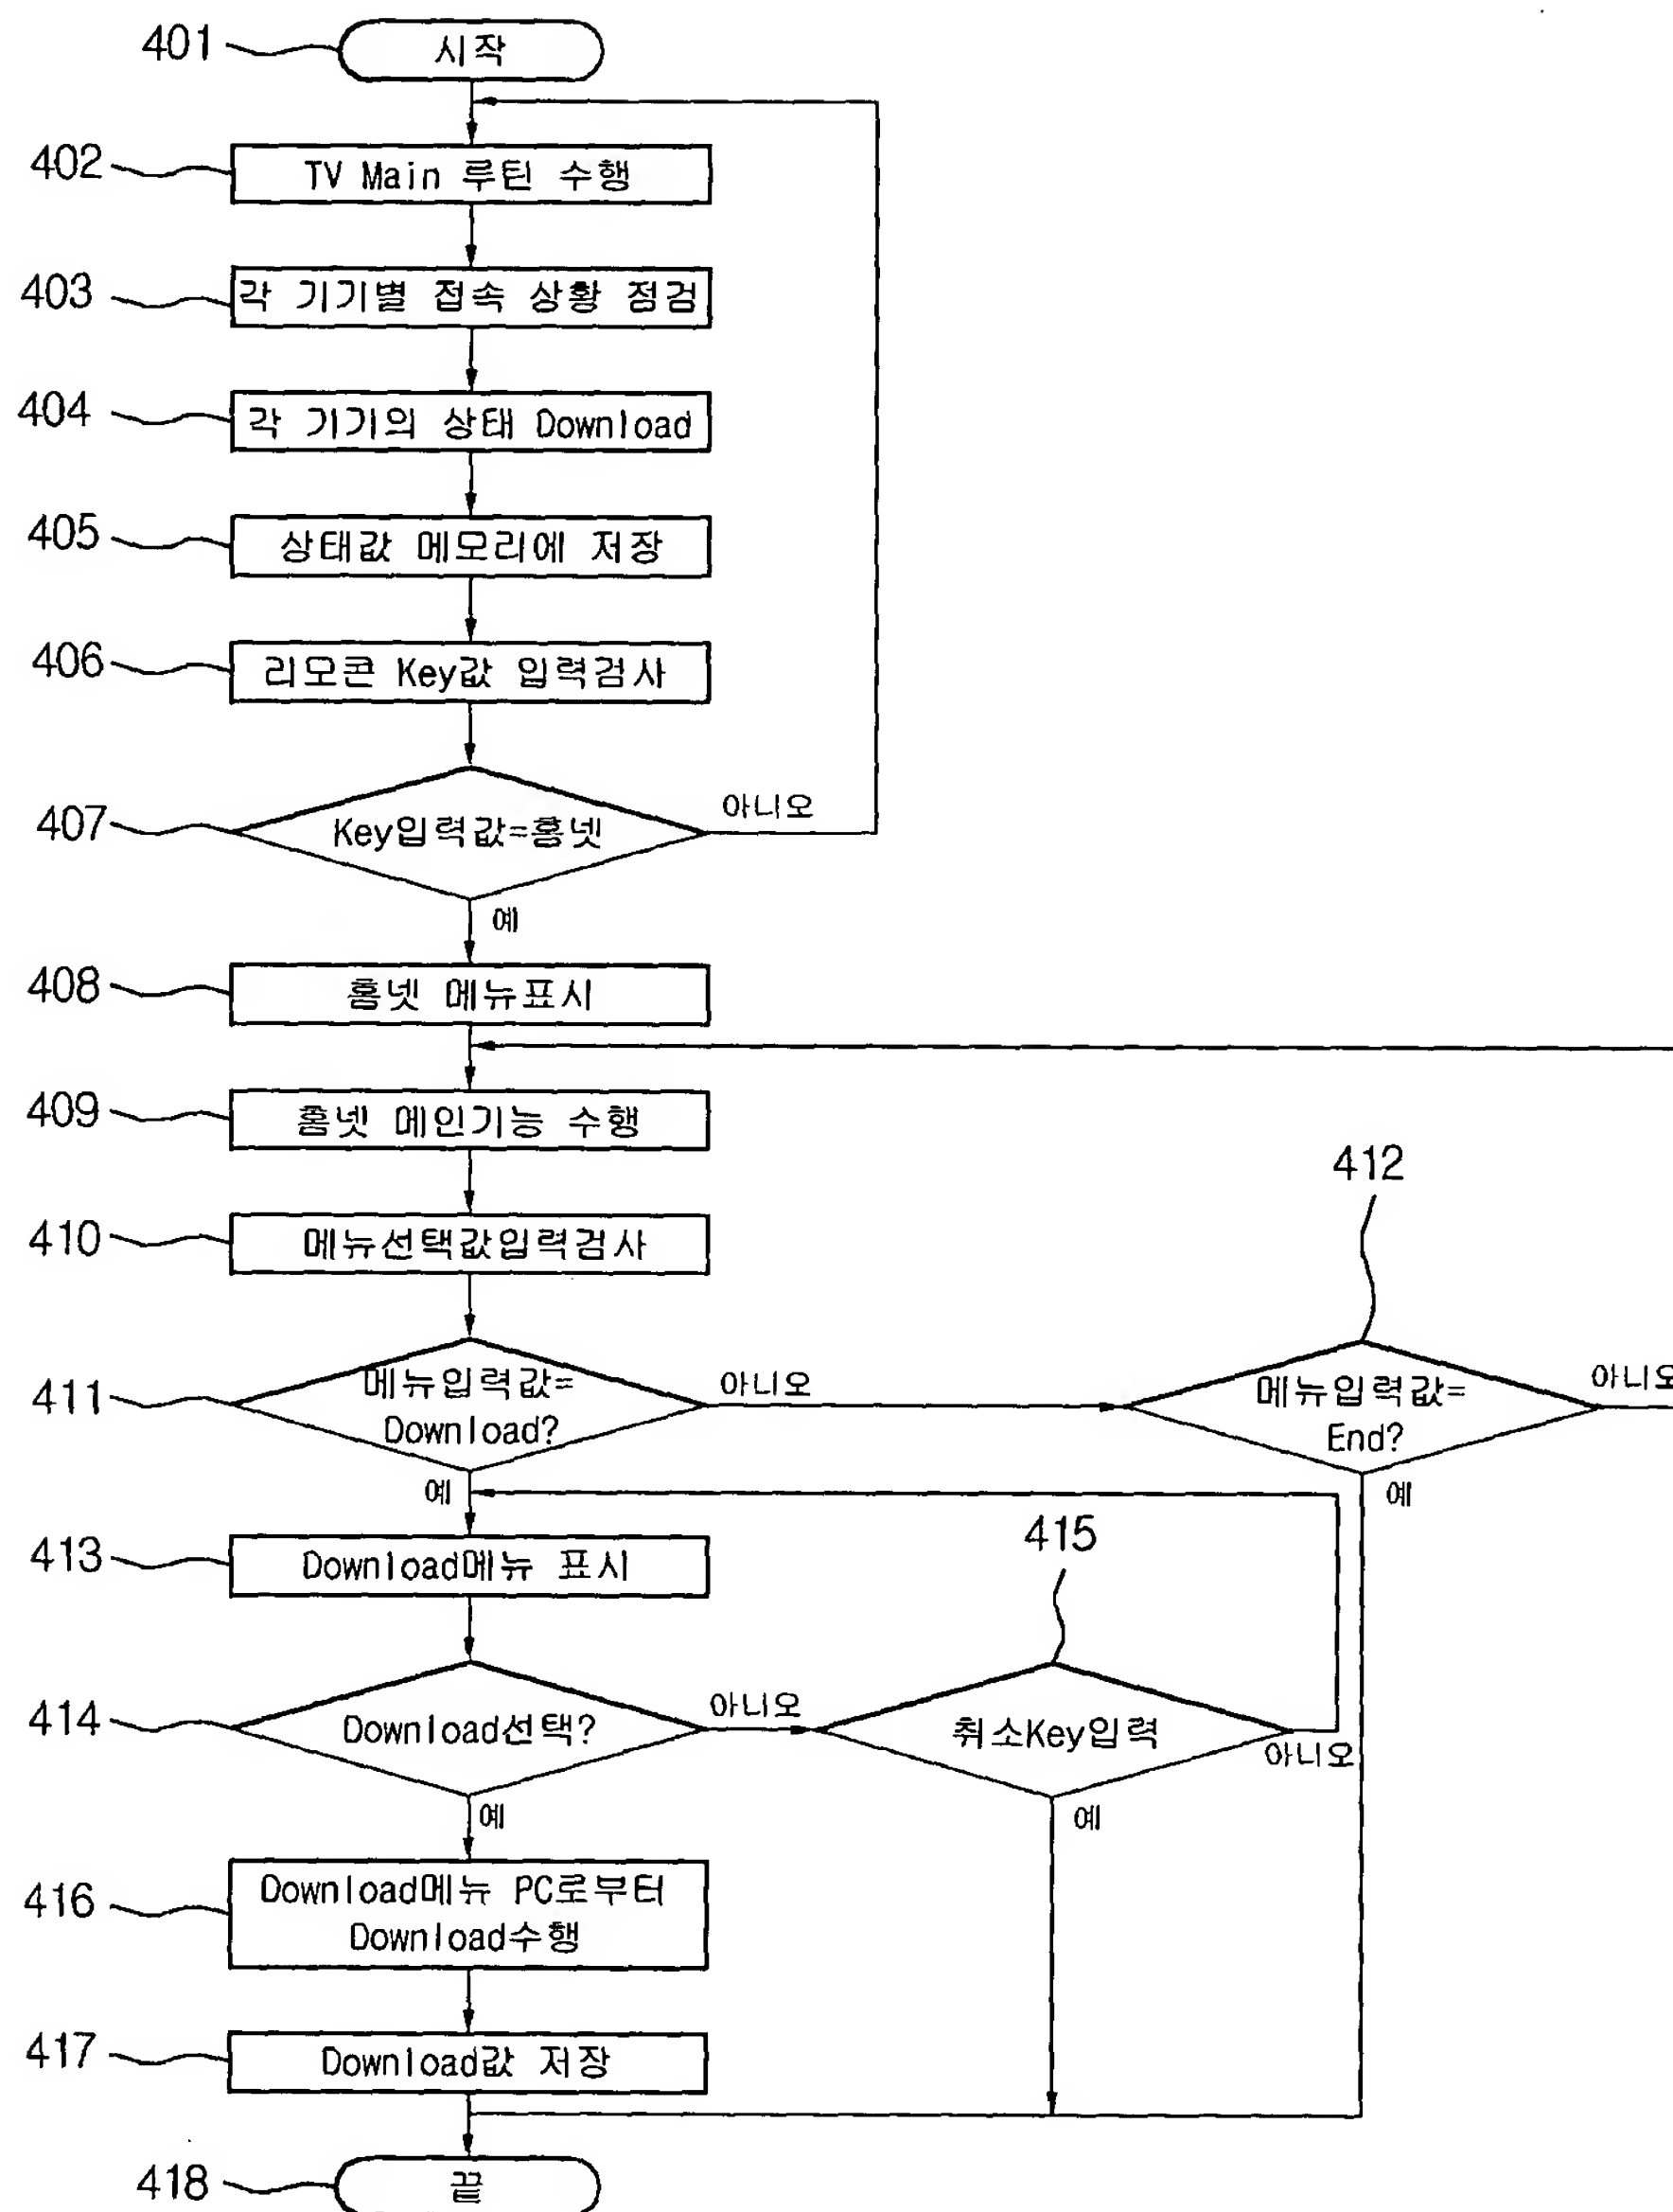 401
시작
402
TV Main 루틴 수행
403
각 기기별 접속 상황 점검
404
각 기기의 상태 Download
405
상태값 메모리에 저장
406
리모콘 Key값 입력검사
407
Key입력값=홈넷
아니오
예
408
홈넷 메뉴표시
409
홈넷 메인기능 수행
410
메뉴선택값입력검사
411
메뉴입력값=
Download?
아니오
예
412
메뉴입력값=
End?
아니오
예
413
Download메뉴 표시
414
Download선택?
아니오
예
415
취소Key입력
아니오
예
416
Download메뉴 PC로부터
Download수행
417
Download값 저장
418
끝